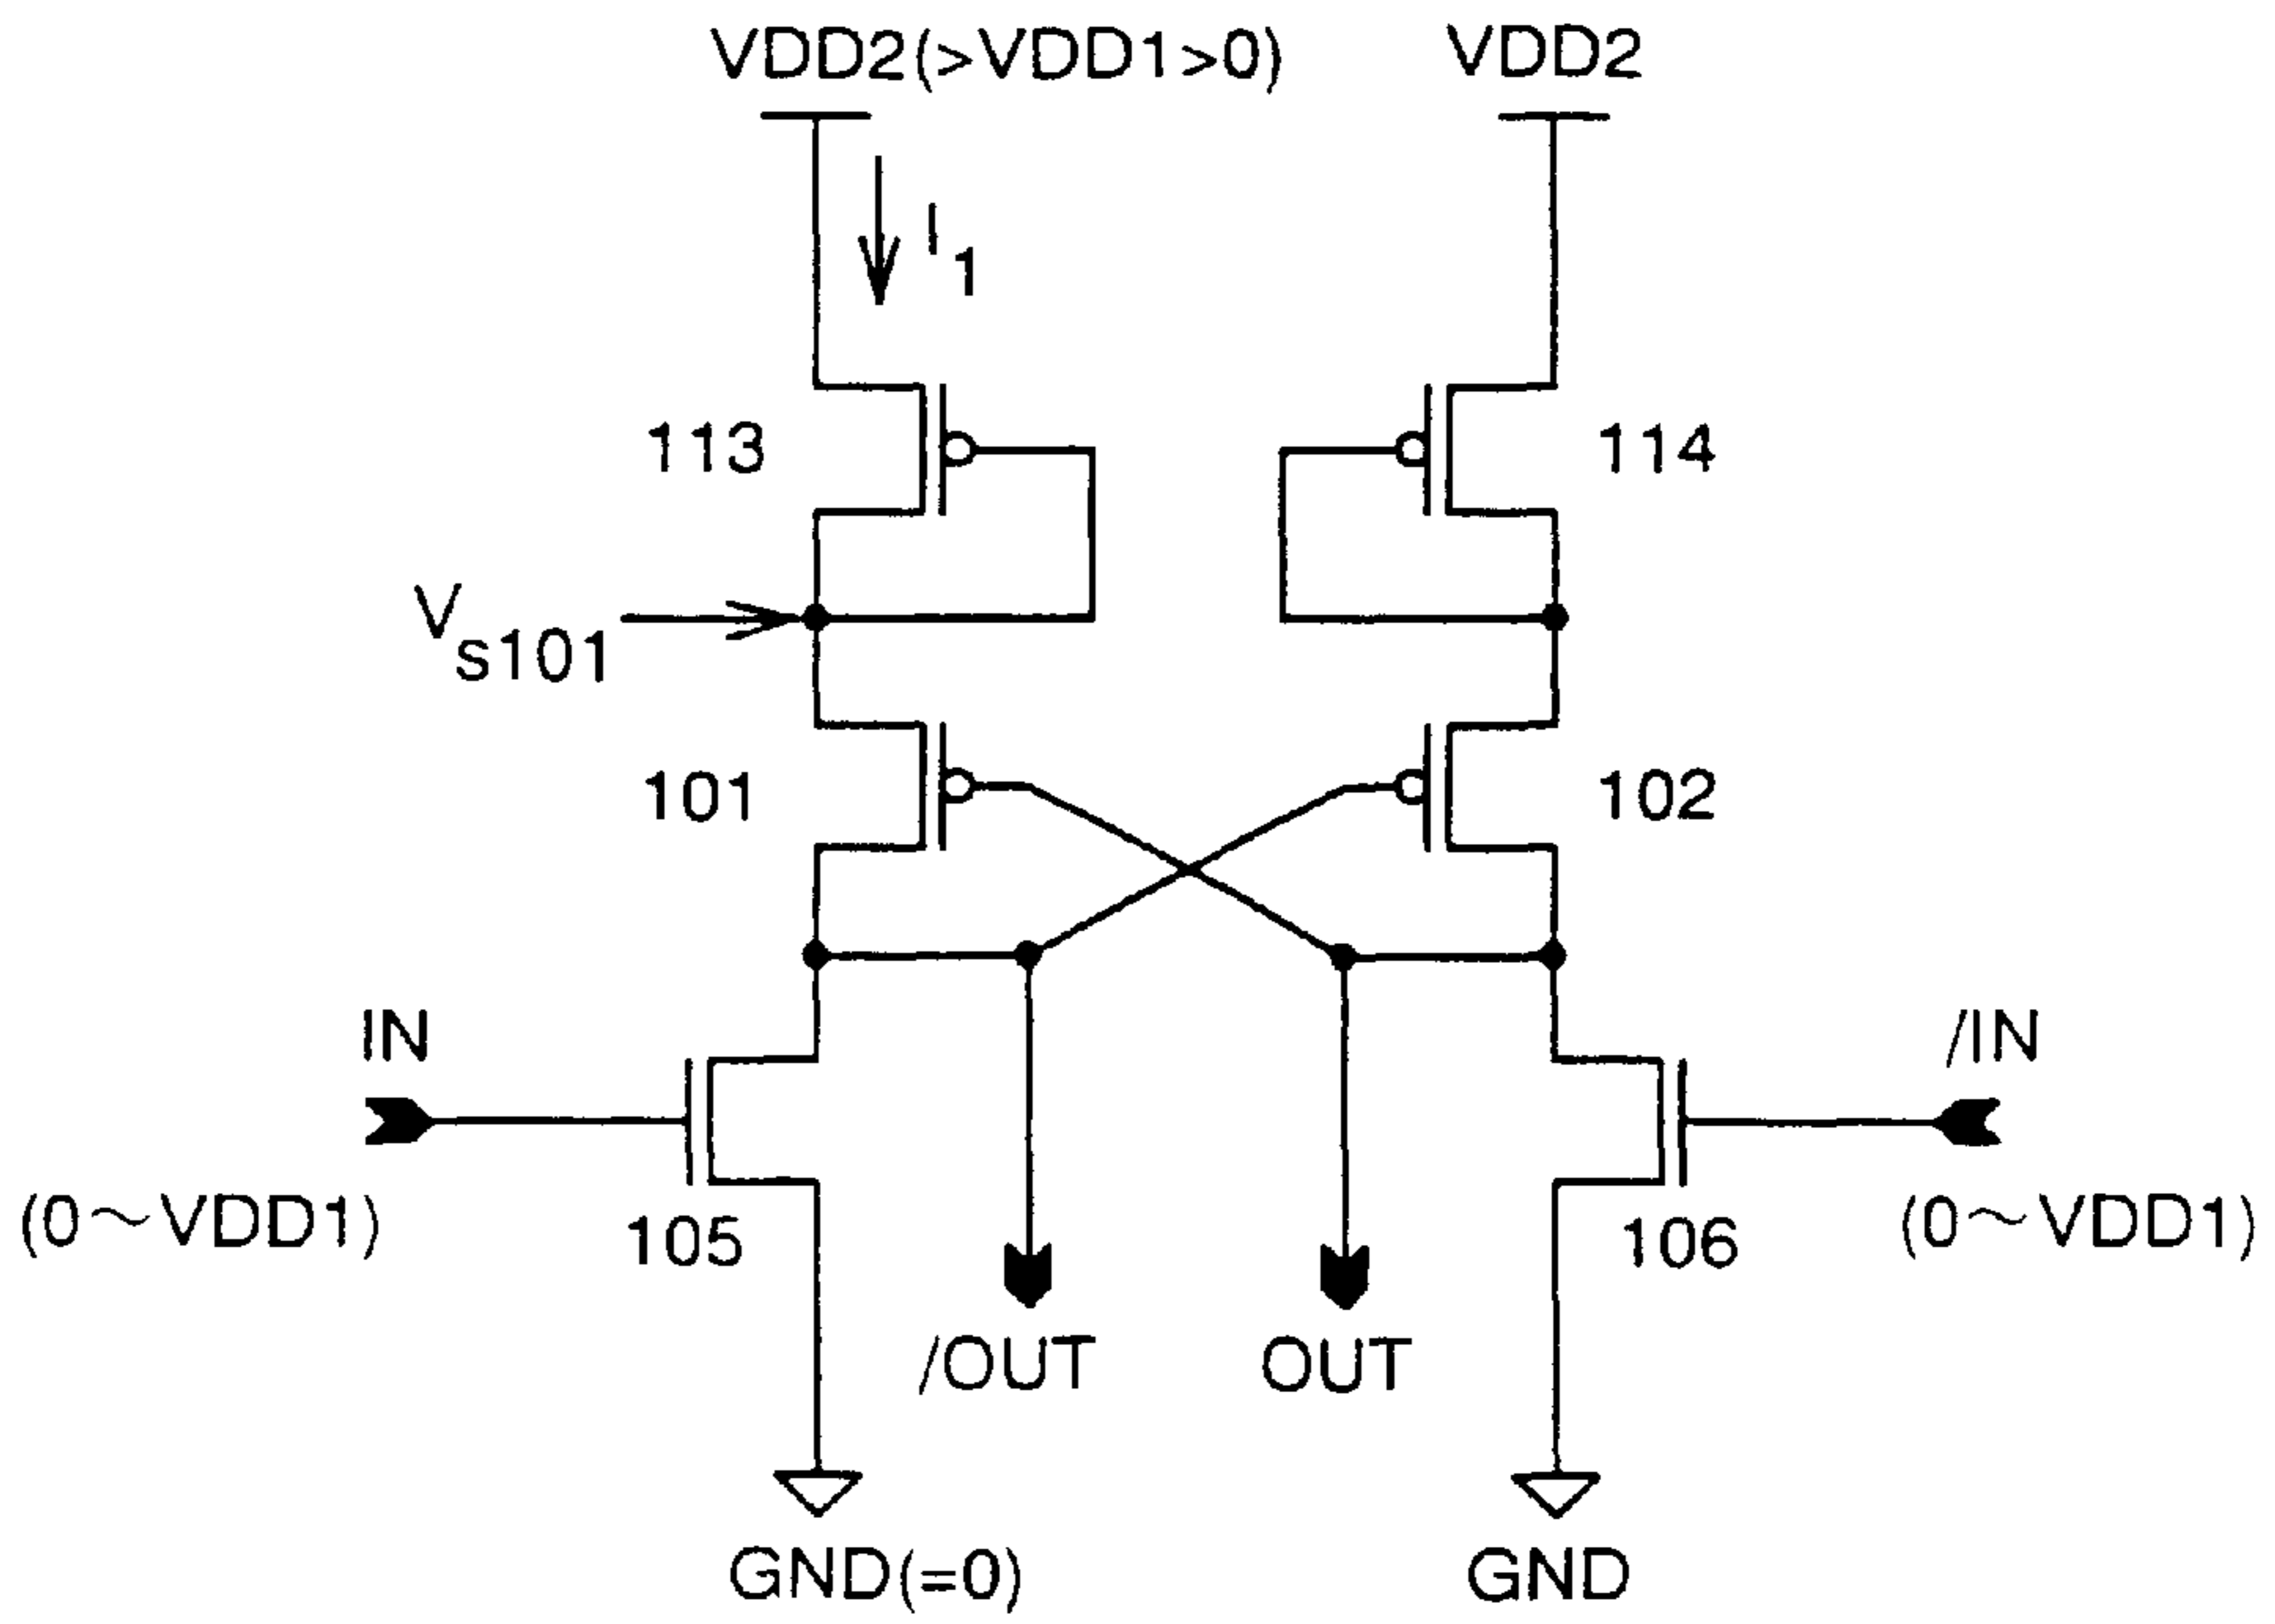 VDD2(>VDD1>0)
VDD2
I1
113
114
Vs101
101
102
IN
/IN
(0～VDD1)
105
106
(0～VDD1)
/OUT
OUT
GND(=0)
GND